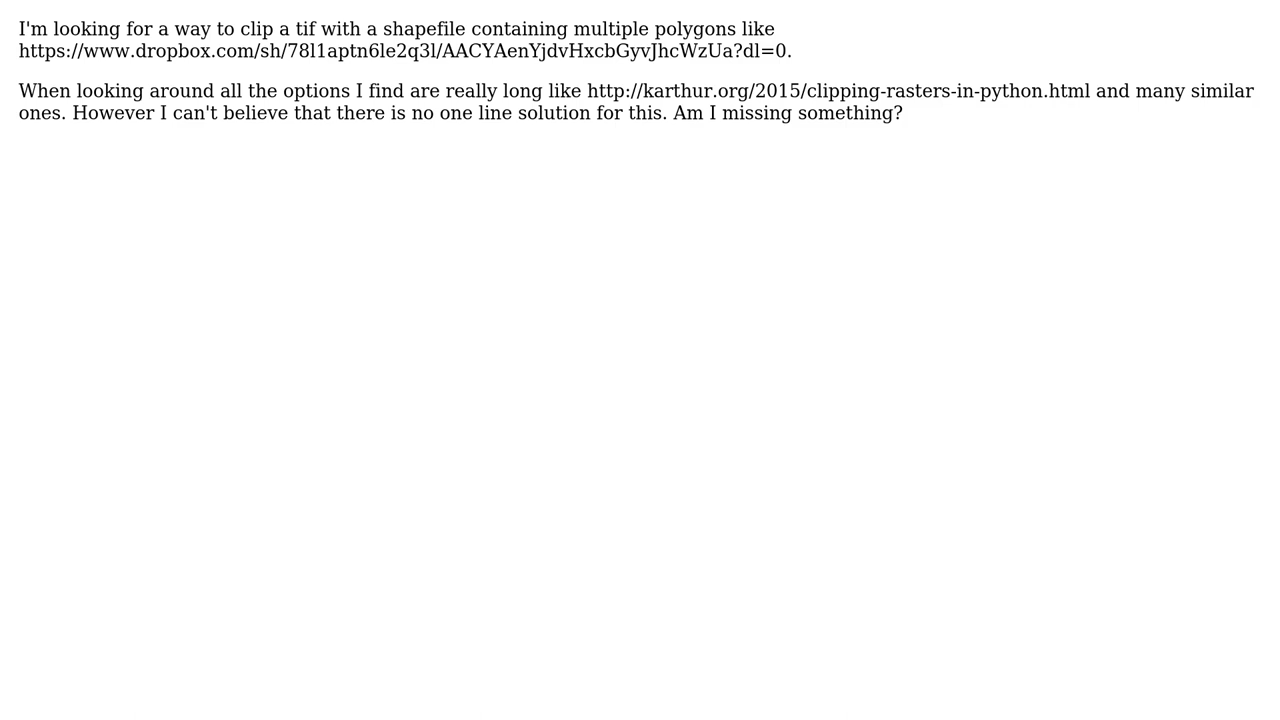 I'm looking for a way to clip a tif with a shapefile containing multiple polygons like
https://www.dropbox.com/sh/78l1aptn6le2q3l/AACYAenYjdvHxcbGyvJhcWzUa?dl=0.
When looking around all the options I find are really long like http://karthur.org/2015/clipping-rasters-in-python.html and many similar
ones. However I can't believe that there is no one line solution for this. Am I missing something?